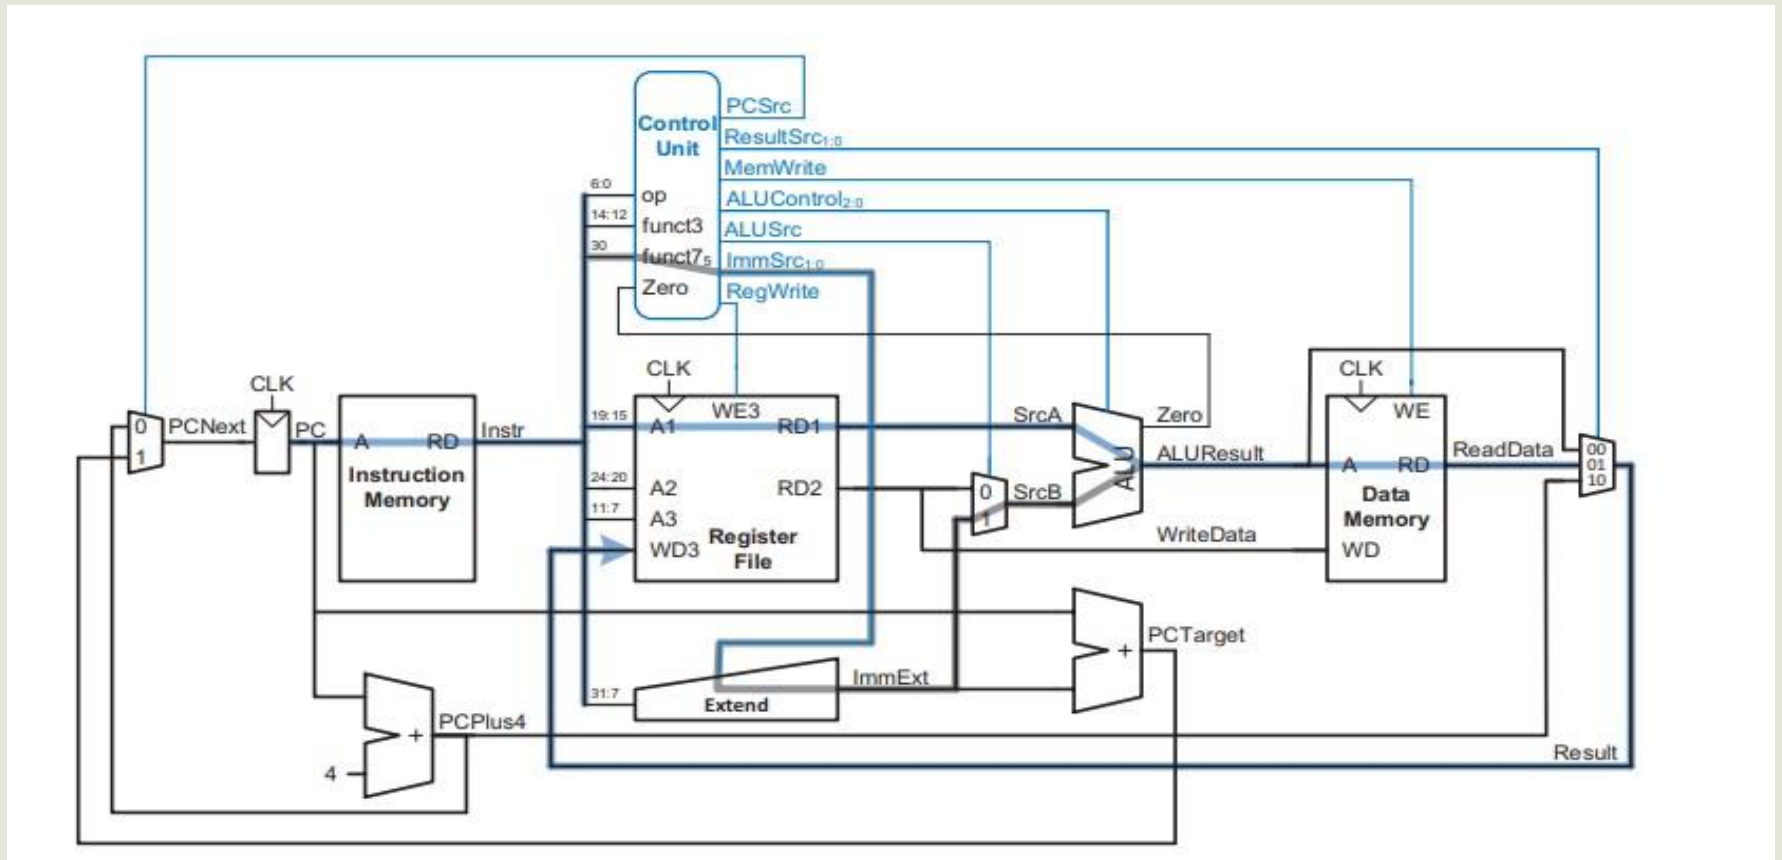 PCSrc
Control
Unit
ResultSrc1:0
MemWrite
6:0
op
ALUControl2:0
14:12
funct3
ALUSrc
30
funct75
ImmSrc1:0
Zero
RegWrite
CLK
CLK
CLK
0
1
PCNext
PC
A
RD
Instr
Instruction
Memory
19:15
A1
WE3
RD1
24:20
A2
RD2
11:7
A3
WD3
Register
File
SrcA
0
1
SrcB
ALU
Zero
ALUResult
WE
A
RD
ReadData
Data
Memory
WriteData
WD
00
01
10
+
PCTarget
31:7
Extend
ImmExt
+
PCPlus4
4
Result